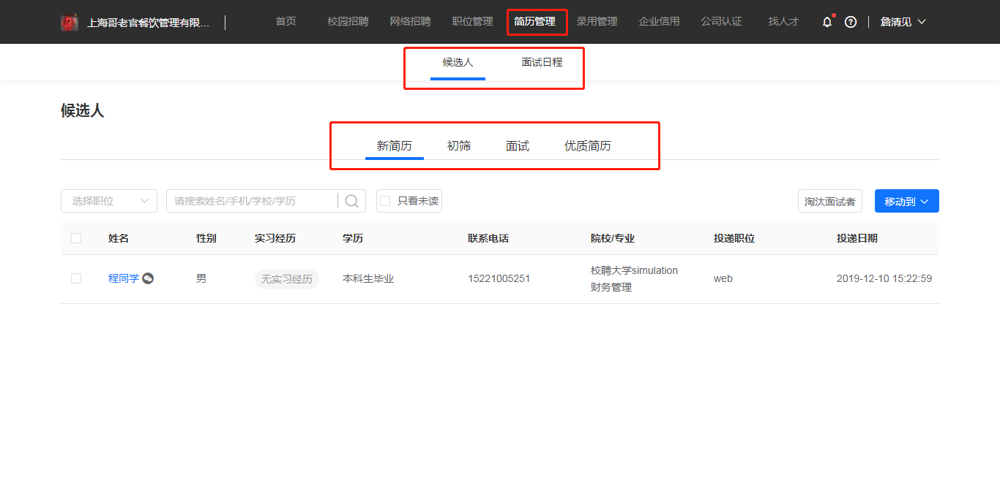 上海哥老官餐饮管理有限... 首页 校园招聘 网络招聘 职位管理 简历管理 录用管理 企业信用 公司认证 找人才 詹清见
候选人 面试日程
候选人
新简历 初筛 面试 优质简历
选择职位 请搜索姓名/手机/学校/学历 只看未读 淘汰面试者 移动到
姓名 性别 实习经历 学历 联系电话 院校/专业 投递职位 投递日期
程同学 男 无实习经历 本科生毕业 15221005251 校聘大学simulation web 2019-12-10 15:22:59
财务管理